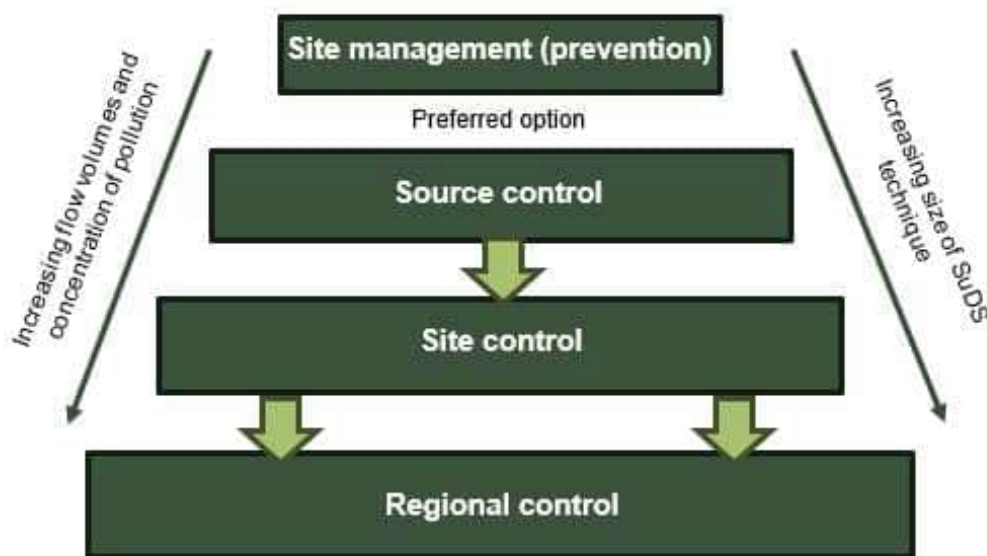 Site management (prevention)
Preferred option
Source control
Site control
Regional control
Increasing flow volumes and
concentration of pollution
Increasing size of SuDS
technique